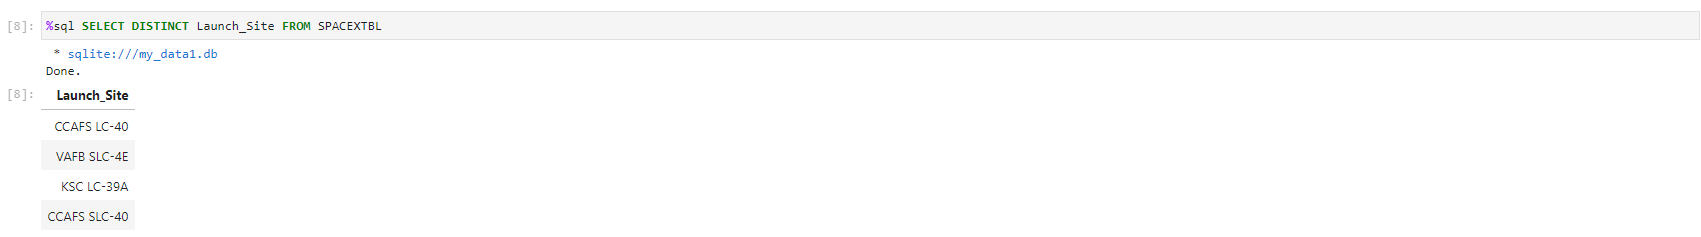 [8]: %sql SELECT DISTINCT Launch_Site FROM SPACEXTBL
* sqlite:///my_data1.db
Done.
[8]: Launch_Site
CCAFS LC-40
VAFB SLC-4E
KSC LC-39A
CCAFS SLC-40